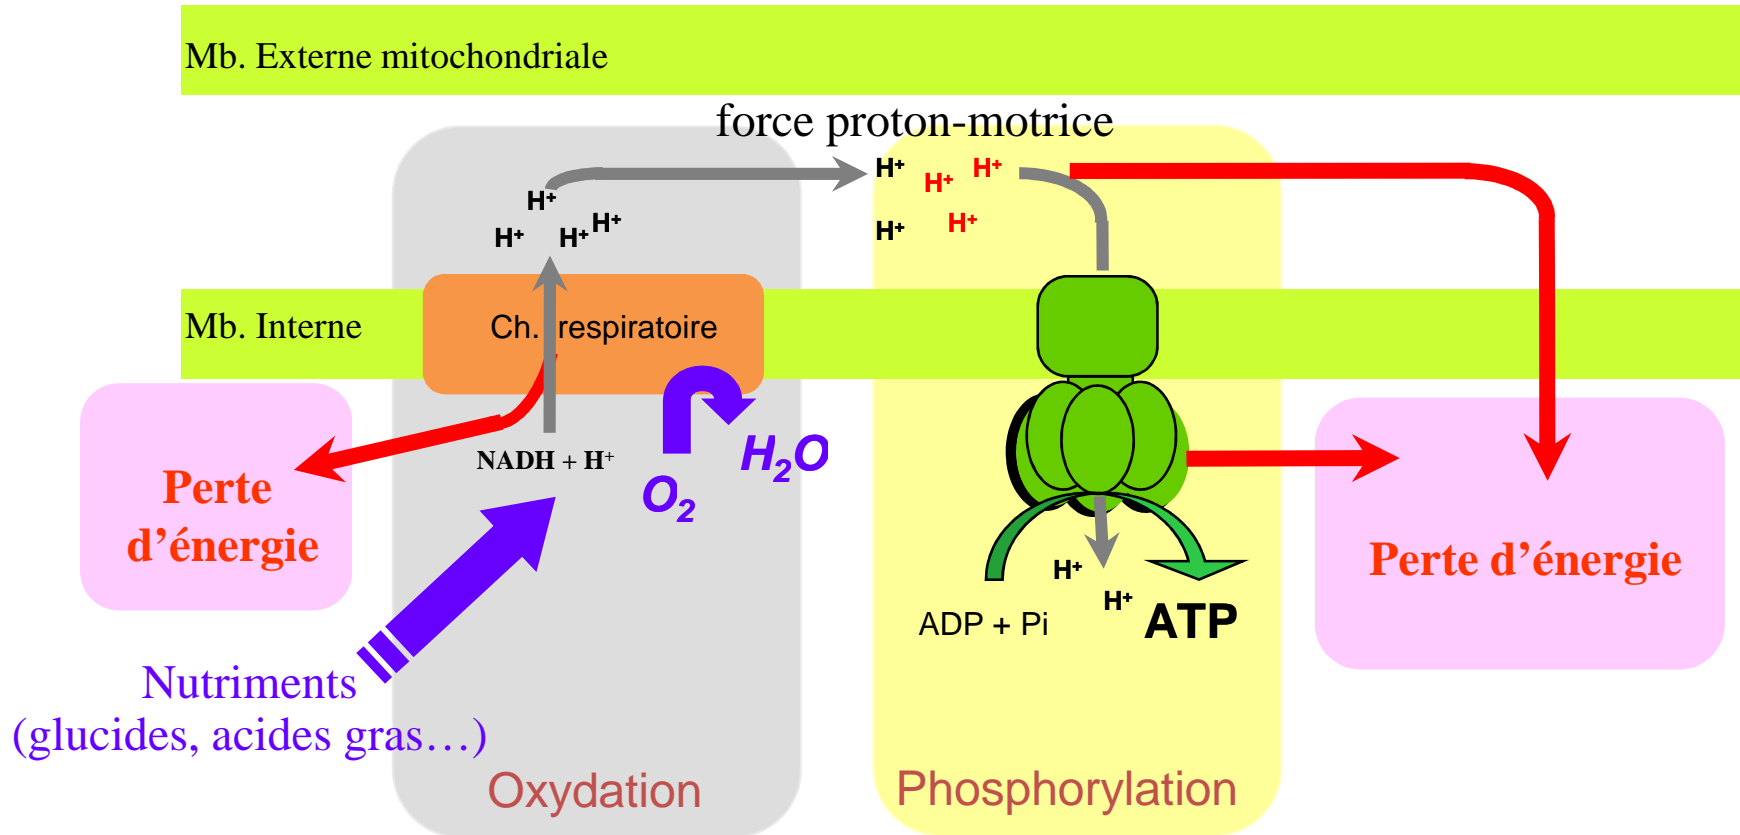 Mb. Externe mitochondriale
force proton-motrice
H⁺ H⁺ H⁺
H⁺
H⁺ H⁺ H⁺
H⁺ H⁺
Mb. Interne
Ch. respiratoire
NADH + H⁺
H₂O
O₂
Perte
d’énergie
Perte d’énergie
H⁺
H⁺
ADP + Pi
ATP
Nutriments
(glucides, acides gras…)
Oxydation
Phosphorylation